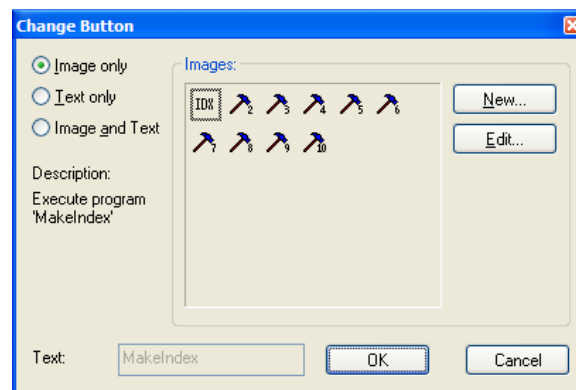 Change Button
Image only
Text only
Image and Text
Description:
Execute program
'MakeIndex'
Images:
IDX 2 3 4 5 6
7 8 9 10
New...
Edit...
Text:
MakeIndex
OK
Cancel